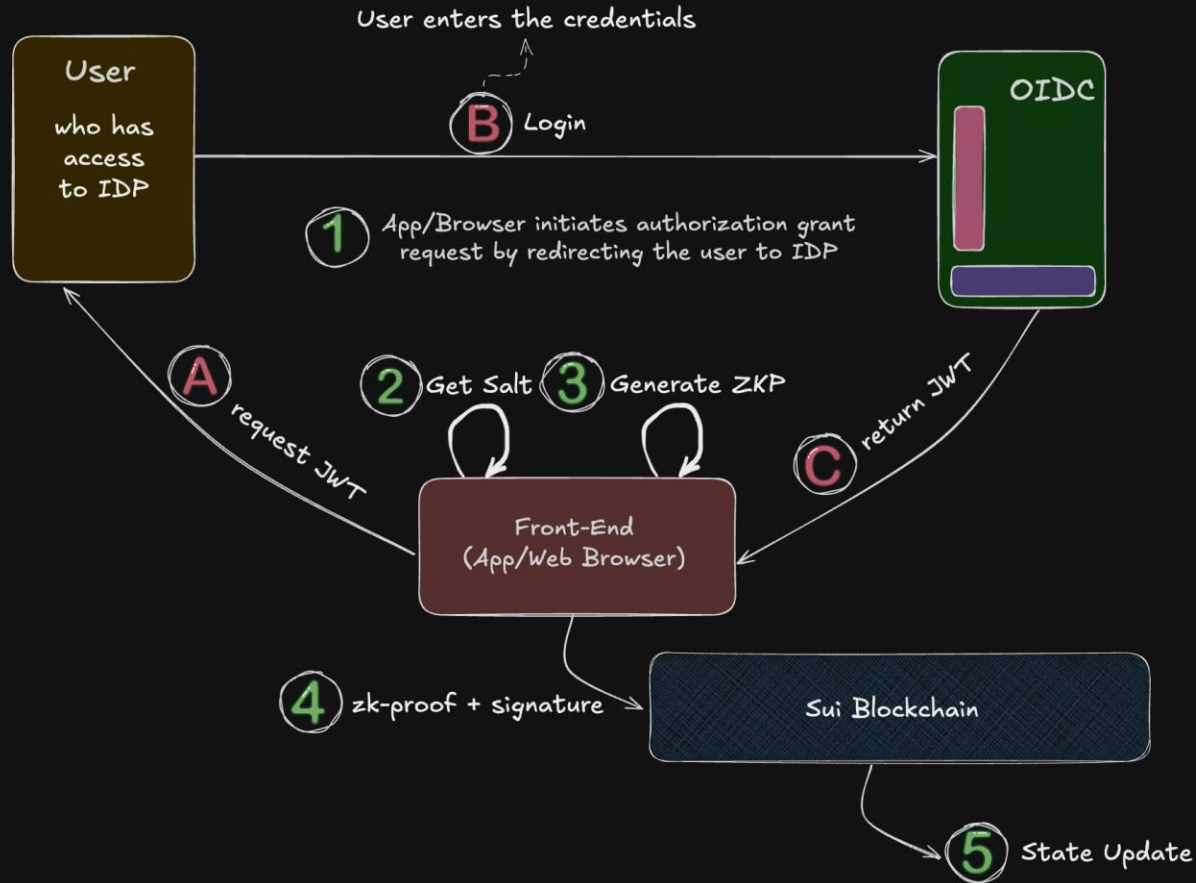 User enters the credentials
User
who has
access
to IDP
B
Login
OIDC
1
App/Browser initiates authorization grant
request by redirecting the user to IDP
A
request JWT
2
Get Salt
3
Generate ZKP
C
return JWT
Front-End
(App/Web Browser)
4
zk-proof + signature
Sui Blockchain
5
State Update